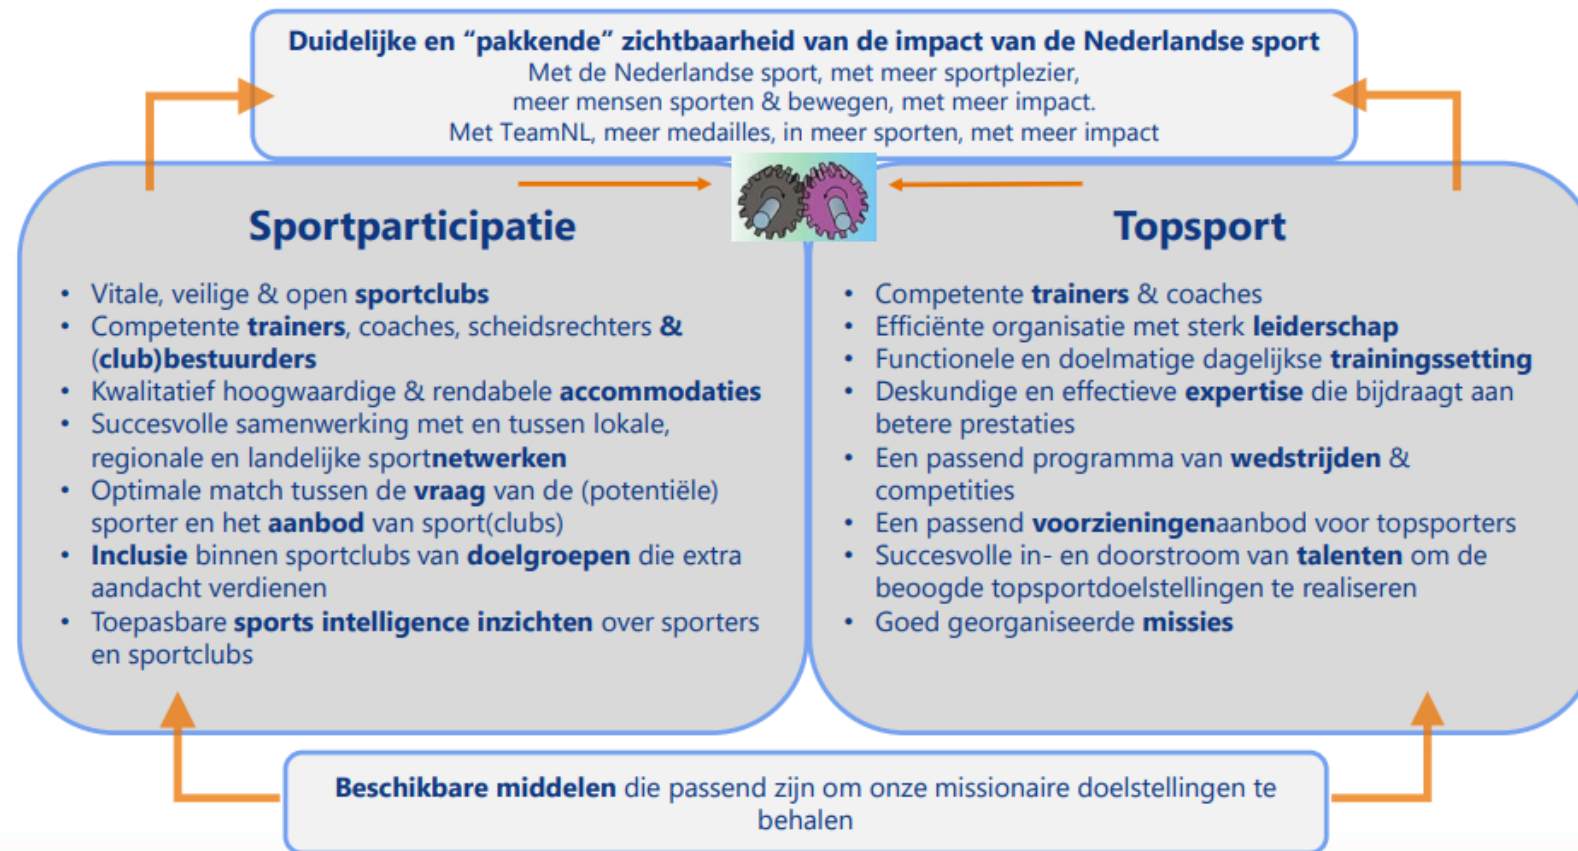 Duidelijke en “pakkende” zichtbaarheid van de impact van de Nederlandse sport
Met de Nederlandse sport, met meer sportplezier,
meer mensen sporten & bewegen, met meer impact.
Met TeamNL, meer medailles, in meer sporten, met meer impact
Sportparticipatie
• Vitale, veilige & open sportclubs
• Competente trainers, coaches, scheidsrechters &
(club)bestuurders
• Kwalitatief hoogwaardige & rendabele accommodaties
• Succesvolle samenwerking met en tussen lokale,
regionale en landelijke sportnetwerken
• Optimale match tussen de vraag van de (potentiële)
sporter en het aanbod van sport(clubs)
• Inclusie binnen sportclubs van doelgroepen die extra
aandacht verdienen
• Toepasbare sports intelligence inzichten over sporters
en sportclubs
Topsport
• Competente trainers & coaches
• Efficiënte organisatie met sterk leiderschap
• Functionele en doelmatige dagelijkse trainingssetting
• Deskundige en effectieve expertise die bijdraagt aan
betere prestaties
• Een passend programma van wedstrijden &
competities
• Een passend voorzieningenaanbod voor topsporters
• Succesvolle in- en doorstroom van talenten om de
beoogde topsportdoelstellingen te realiseren
• Goed georganiseerde missies
Beschikbare middelen die passend zijn om onze missionaire doelstellingen te
behalen